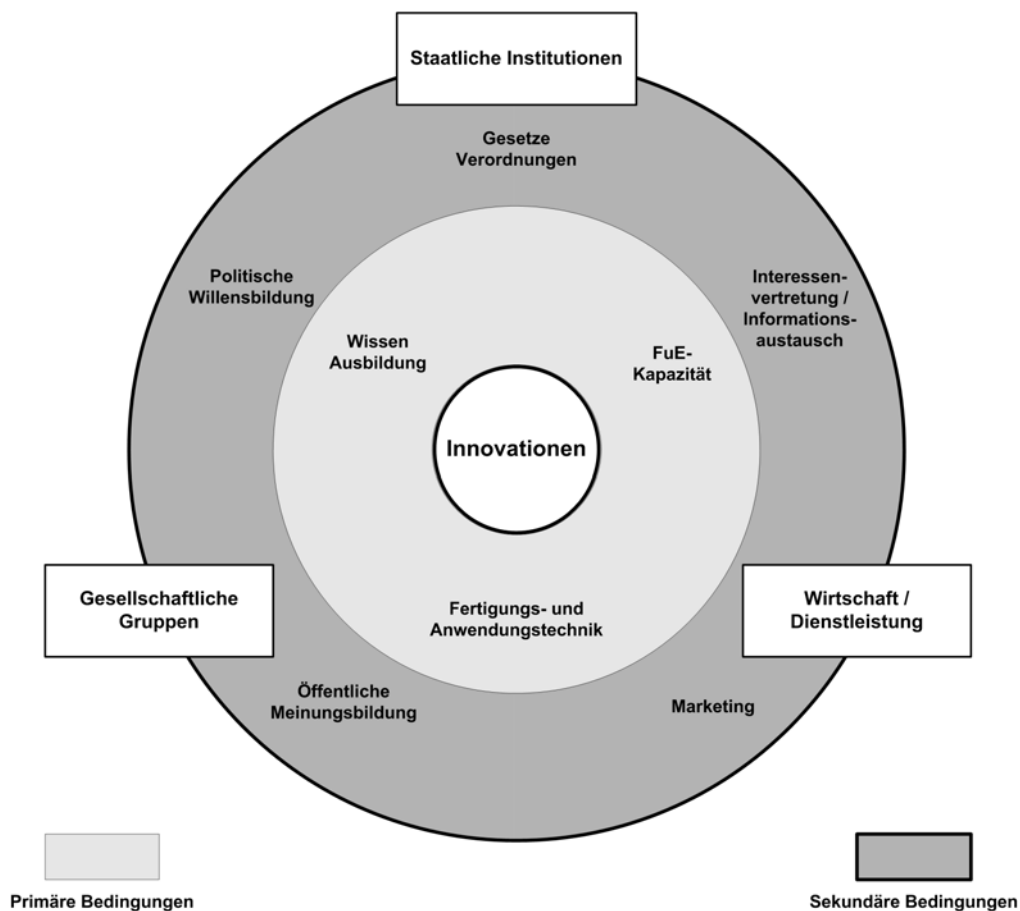 Staatliche Institutionen
Gesetze
Verordnungen
Politische
Willensbildung
Interessen-
vertretung /
Informations-
austausch
Wissen
Ausbildung
FuE-
Kapazität
Innovationen
Gesellschaftliche
Gruppen
Fertigungs- und
Anwendungstechnik
Wirtschaft /
Dienstleistung
Öffentliche
Meinungsbildung
Marketing
Primäre Bedingungen
Sekundäre Bedingungen